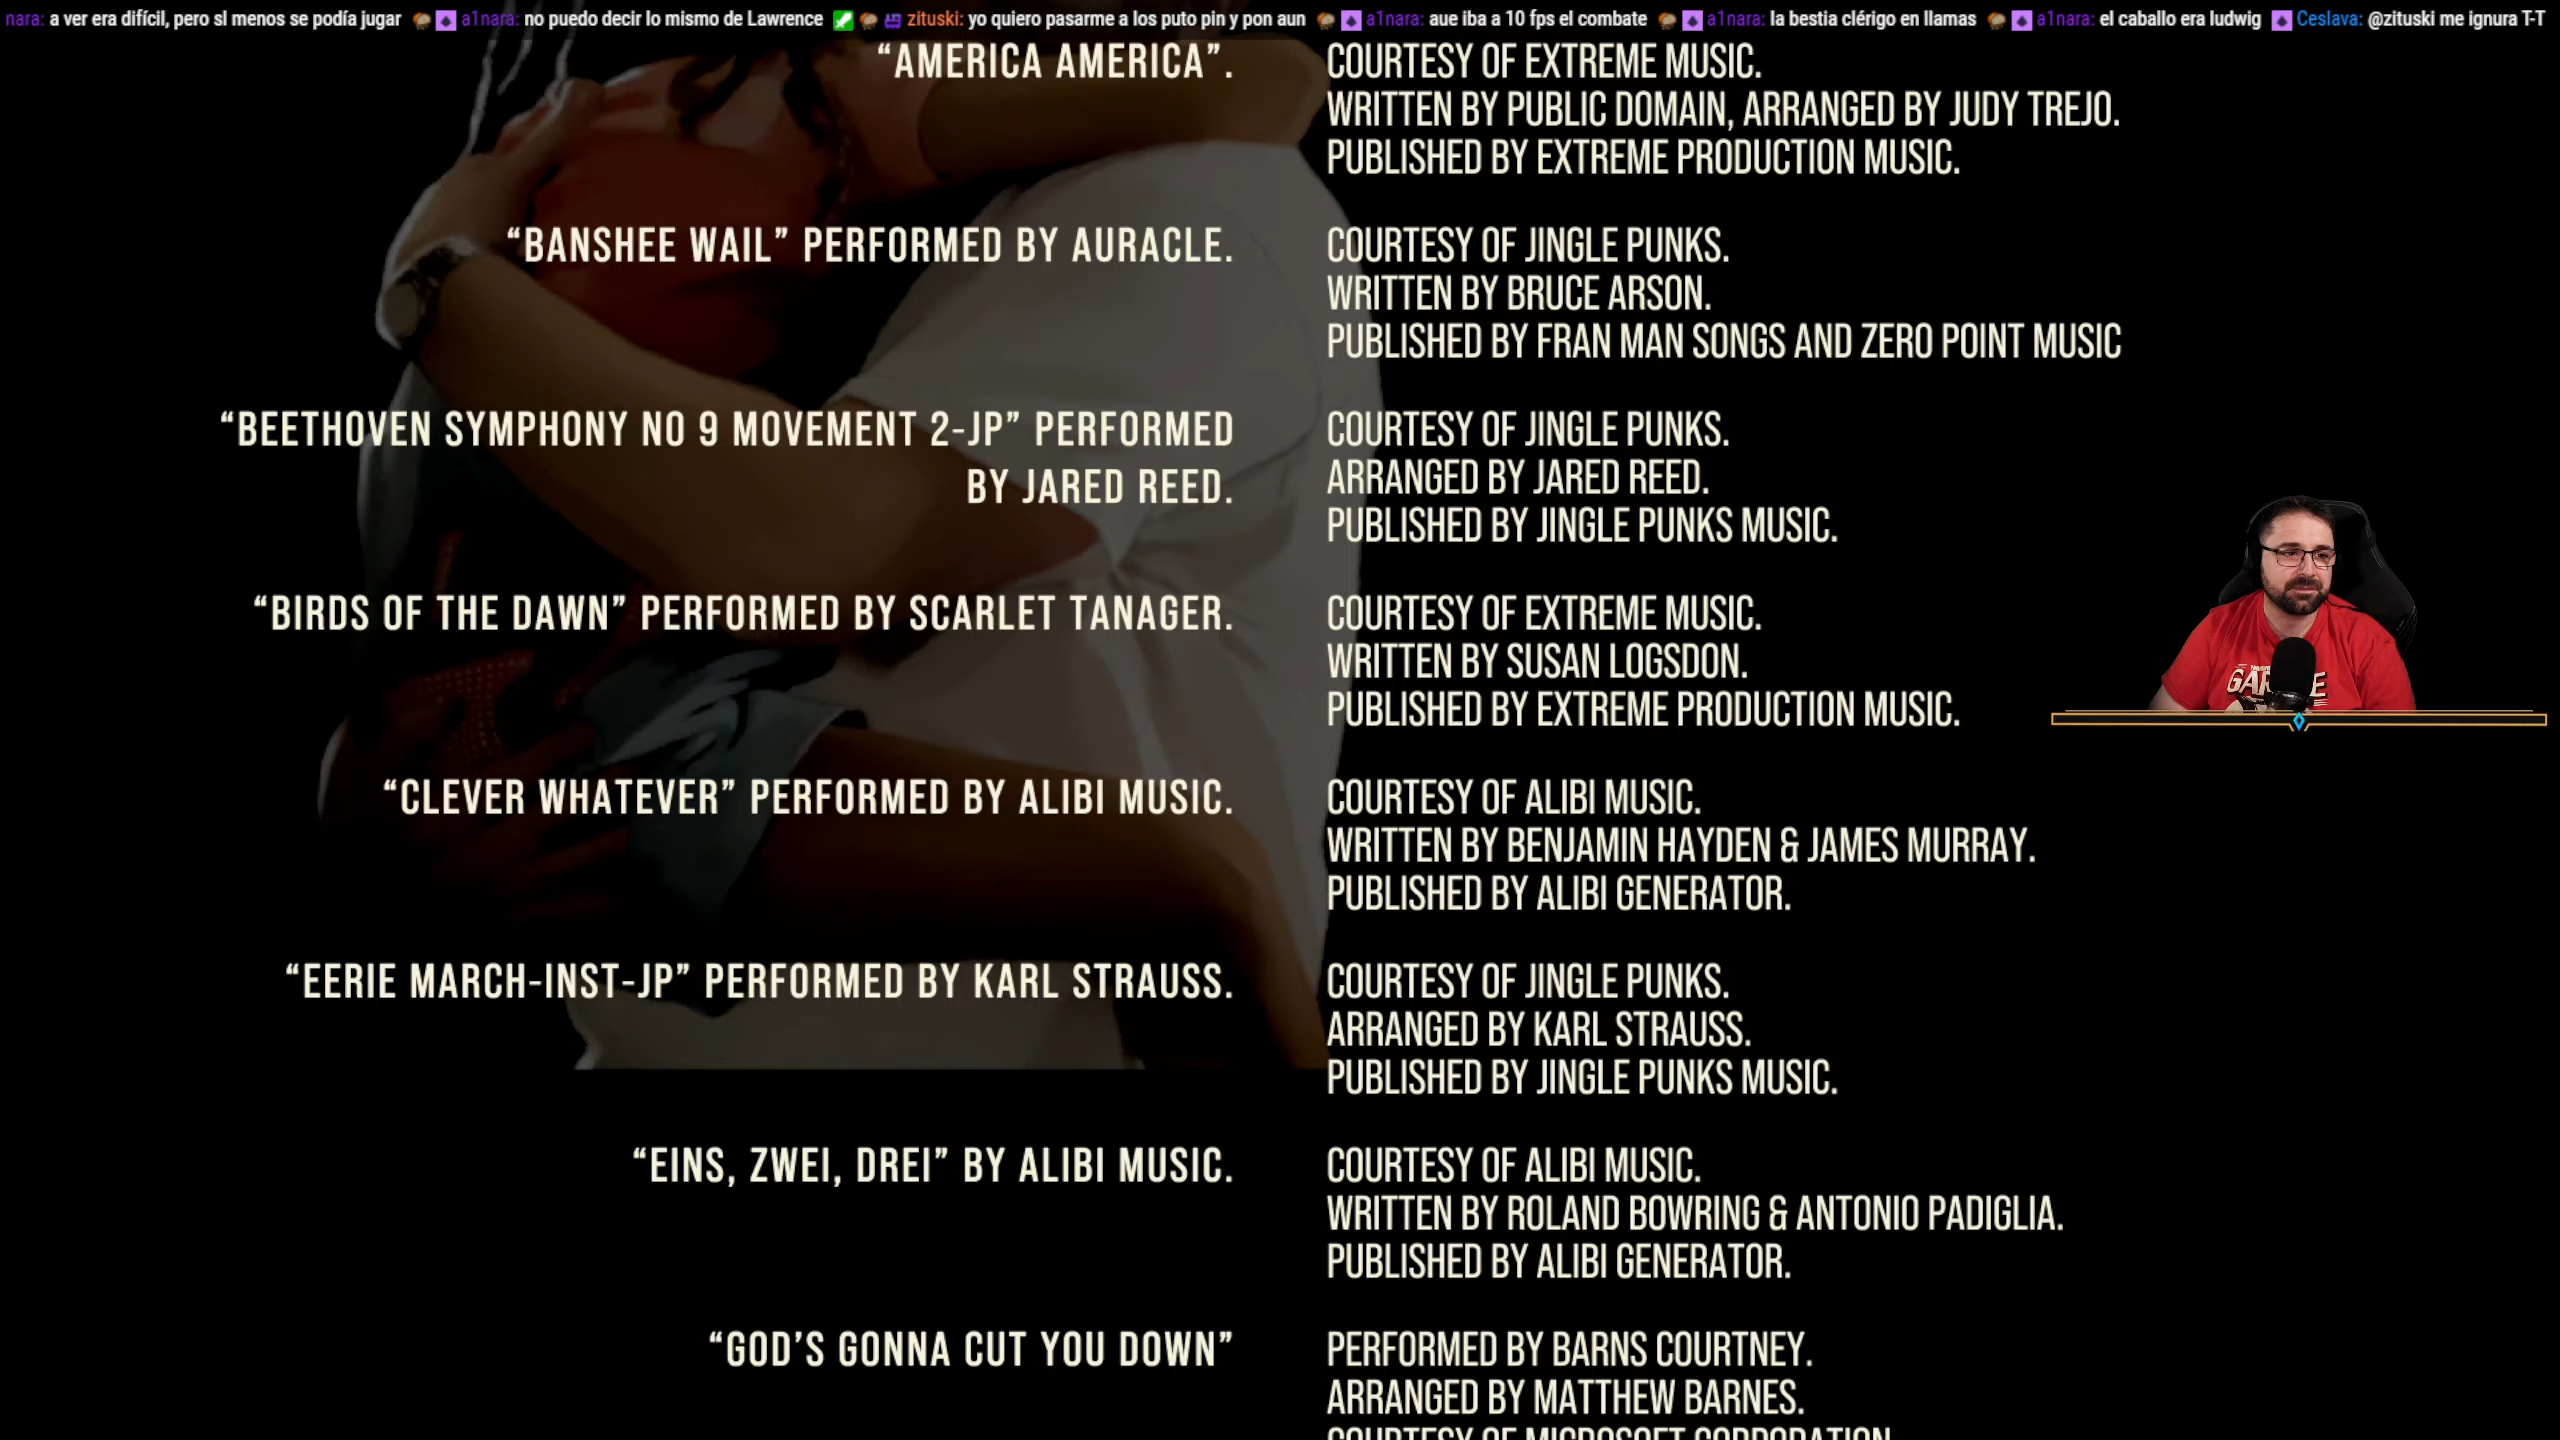 nara: a ver era difícil, pero sl menos se podía jugar a1nara: no puedo decir lo mismo de Lawrence zituski: yo quiero pasarme a los puto pin y pon aun a1nara: aue iba a 10 fps el combate a1nara: la bestia clérigo en llamas a1nara: el caballo era ludwig Ceslava: @zituski me ignura T-T
“AMERICA AMERICA”.
COURTESY OF EXTREME MUSIC.
WRITTEN BY PUBLIC DOMAIN, ARRANGED BY JUDY TREJO.
PUBLISHED BY EXTREME PRODUCTION MUSIC.
“BANSHEE WAIL” PERFORMED BY AURACLE.
COURTESY OF JINGLE PUNKS.
WRITTEN BY BRUCE ARSON.
PUBLISHED BY FRAN MAN SONGS AND ZERO POINT MUSIC
“BEETHOVEN SYMPHONY NO 9 MOVEMENT 2-JP” PERFORMED
BY JARED REED.
COURTESY OF JINGLE PUNKS.
ARRANGED BY JARED REED.
PUBLISHED BY JINGLE PUNKS MUSIC.
“BIRDS OF THE DAWN” PERFORMED BY SCARLET TANAGER.
COURTESY OF EXTREME MUSIC.
WRITTEN BY SUSAN LOGSDON.
PUBLISHED BY EXTREME PRODUCTION MUSIC.
“CLEVER WHATEVER” PERFORMED BY ALIBI MUSIC.
COURTESY OF ALIBI MUSIC.
WRITTEN BY BENJAMIN HAYDEN & JAMES MURRAY.
PUBLISHED BY ALIBI GENERATOR.
“EERIE MARCH-INST-JP” PERFORMED BY KARL STRAUSS.
COURTESY OF JINGLE PUNKS.
ARRANGED BY KARL STRAUSS.
PUBLISHED BY JINGLE PUNKS MUSIC.
“EINS, ZWEI, DREI” BY ALIBI MUSIC.
COURTESY OF ALIBI MUSIC.
WRITTEN BY ROLAND BOWRING & ANTONIO PADIGLIA.
PUBLISHED BY ALIBI GENERATOR.
“GOD’S GONNA CUT YOU DOWN”
PERFORMED BY BARNS COURTNEY.
ARRANGED BY MATTHEW BARNES.
COURTESY OF MICROSOFT CORPORATION